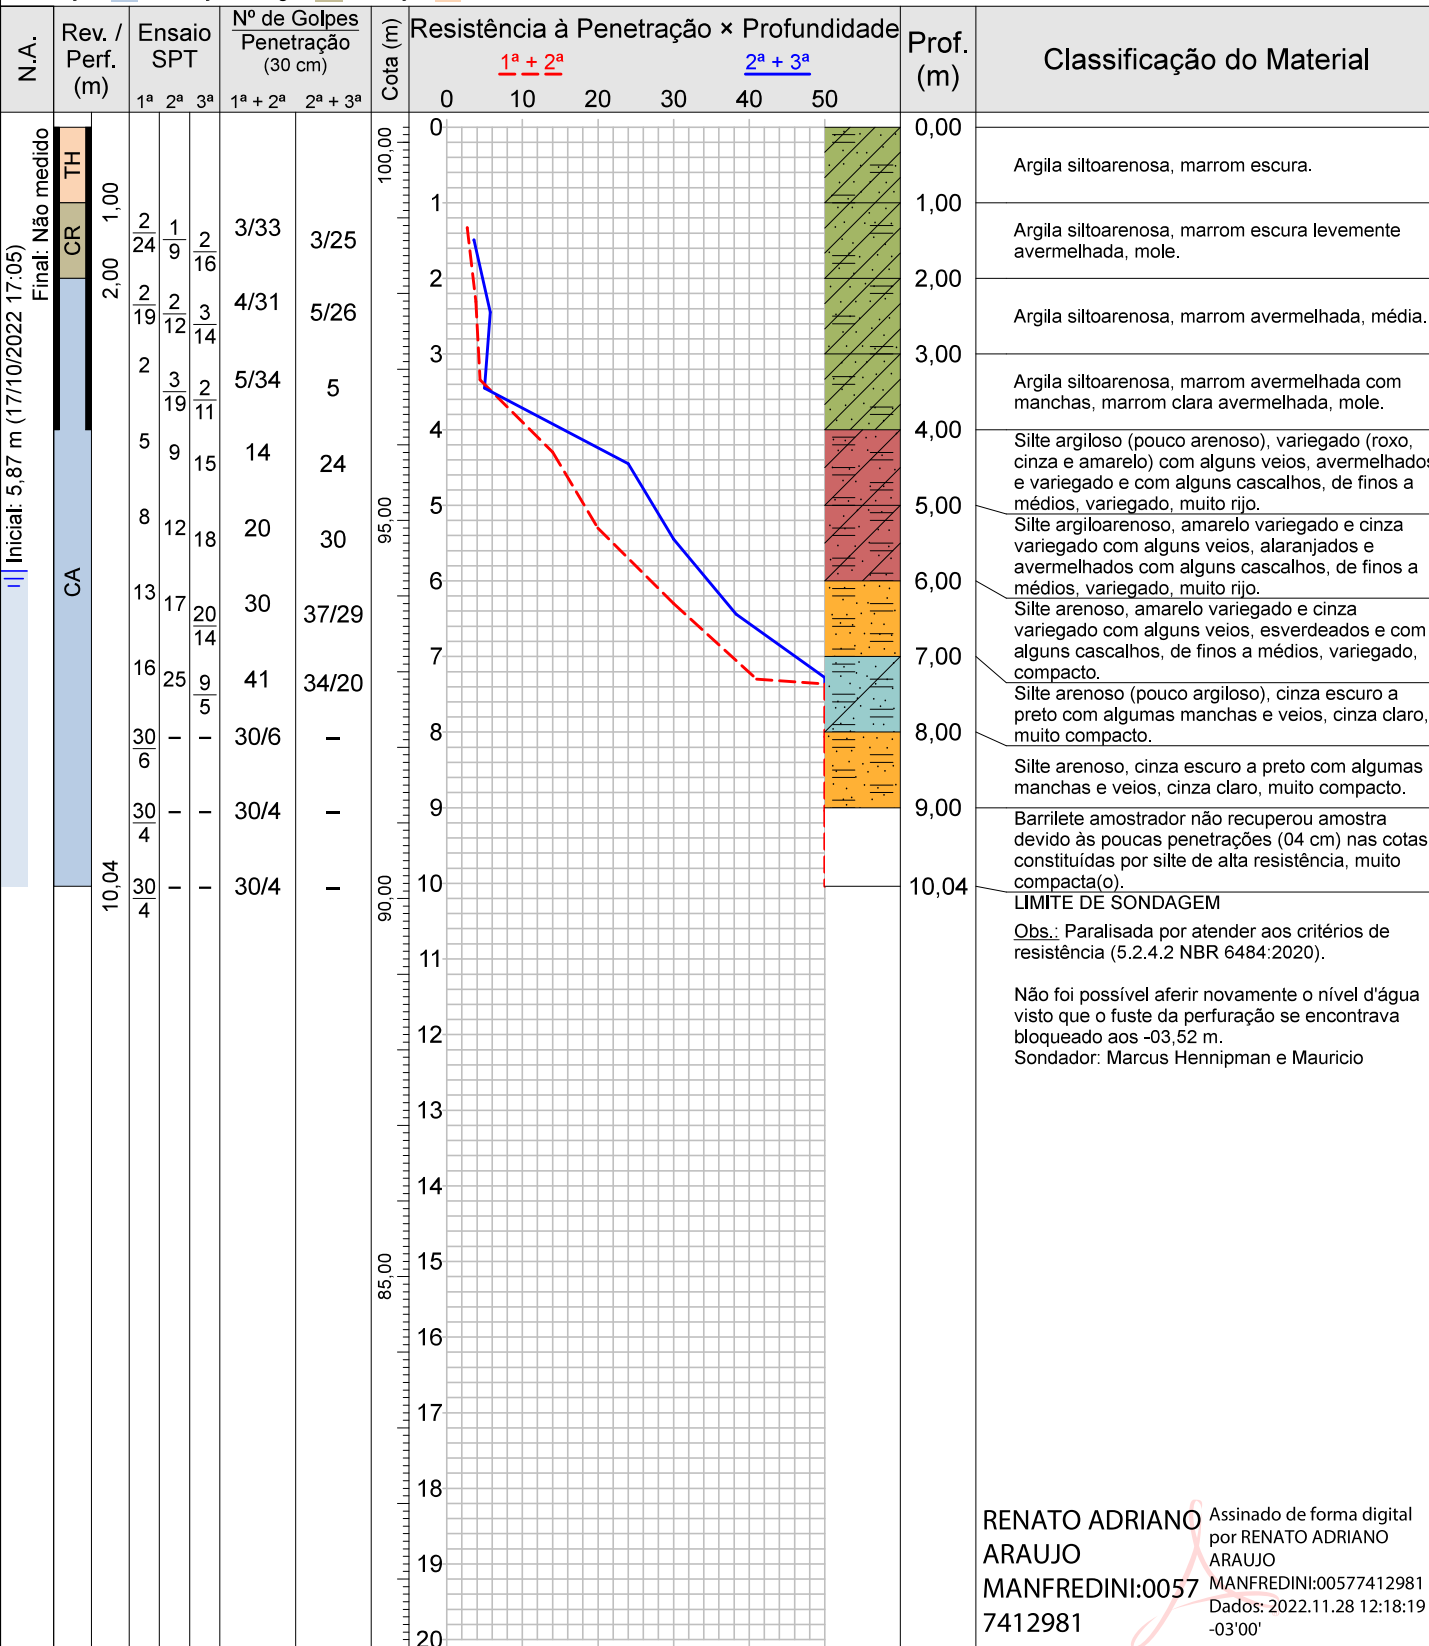 N.A.
Rev. /
Perf.
(m)
Ensaio
SPT
1ª 2ª 3ª
Nº de Golpes
Penetração
(30 cm)
1ª + 2ª 2ª + 3ª
Cota (m)
Resistência à Penetração × Profundidade
1ª + 2ª 2ª + 3ª
0 10 20 30 40 50
Prof.
(m)
Classificação do Material
Inicial: 5,87 m (17/10/2022 17:05)
Final: Não medido
TH
CR
CA
1,00
2,00
10,04
2/24 1/9 2/16 3/33 3/25
2/19 2/12 3/14 4/31 5/26
2 3/19 2/11 5/34 5
5 9 15 14 24
8 12 18 20 30
13 17 20/14 30 37/29
16 25 9/5 41 34/20
30/6 – – 30/6 –
30/4 – – 30/4 –
30/4 – – 30/4 –
100,00
95,00
90,00
85,00
0
1
2
3
4
5
6
7
8
9
10
11
12
13
14
15
16
17
18
19
20
0,00
Argila siltoarenosa, marrom escura.
1,00
Argila siltoarenosa, marrom escura levemente
avermelhada, mole.
2,00
Argila siltoarenosa, marrom avermelhada, média.
3,00
Argila siltoarenosa, marrom avermelhada com
manchas, marrom clara avermelhada, mole.
4,00
Silte argiloso (pouco arenoso), variegado (roxo,
cinza e amarelo) com alguns veios, avermelhados
e variegado e com alguns cascalhos, de finos a
médios, variegado, muito rijo.
5,00
Silte argiloarenoso, amarelo variegado e cinza
variegado com alguns veios, alaranjados e
avermelhados com alguns cascalhos, de finos a
médios, variegado, muito rijo.
6,00
Silte arenoso, amarelo variegado e cinza
variegado com alguns veios, esverdeados e com
alguns cascalhos, de finos a médios, variegado,
compacto.
7,00
Silte arenoso (pouco argiloso), cinza escuro a
preto com algumas manchas e veios, cinza claro,
muito compacto.
8,00
Silte arenoso, cinza escuro a preto com algumas
manchas e veios, cinza claro, muito compacto.
9,00
Barrilete amostrador não recuperou amostra
devido às poucas penetrações (04 cm) nas cotas
constituídas por silte de alta resistência, muito
compacta(o).
10,04
LIMITE DE SONDAGEM
Obs.: Paralisada por atender aos critérios de
resistência (5.2.4.2 NBR 6484:2020).
Não foi possível aferir novamente o nível d'água
visto que o fuste da perfuração se encontrava
bloqueado aos -03,52 m.
Sondador: Marcus Hennipman e Mauricio
RENATO ADRIANO
ARAUJO
MANFREDINI:0057
7412981
Assinado de forma digital
por RENATO ADRIANO
ARAUJO
MANFREDINI:00577412981
Dados: 2022.11.28 12:18:19
-03'00'